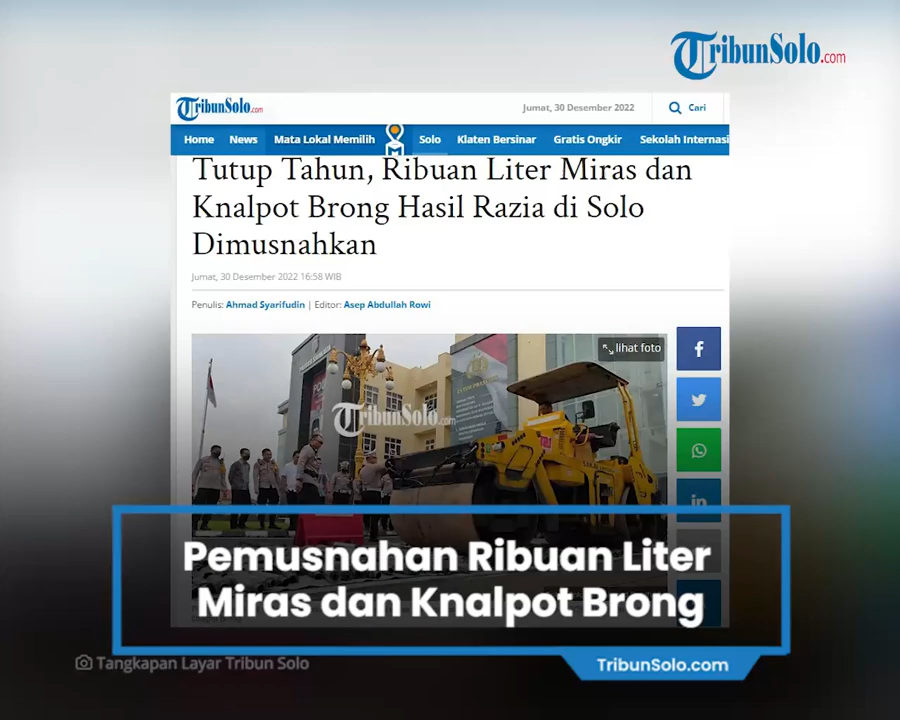 TribunSolo.com
TribunSolo.com
Jumat, 30 Desember 2022
Cari
Home News Mata Lokal Memilih Solo Klaten Bersinar Gratis Ongkir Sekolah Internasi
Tutup Tahun, Ribuan Liter Miras dan
Knalpot Brong Hasil Razia di Solo
Dimusnahkan
Jumat, 30 Desember 2022 16:58 WIB
Penulis: Ahmad Syarifudin | Editor: Asep Abdullah Rowi
lihat foto
TribunSolo.com
Pemusnahan Ribuan Liter
Miras dan Knalpot Brong
Tangkapan Layar Tribun Solo
TribunSolo.com